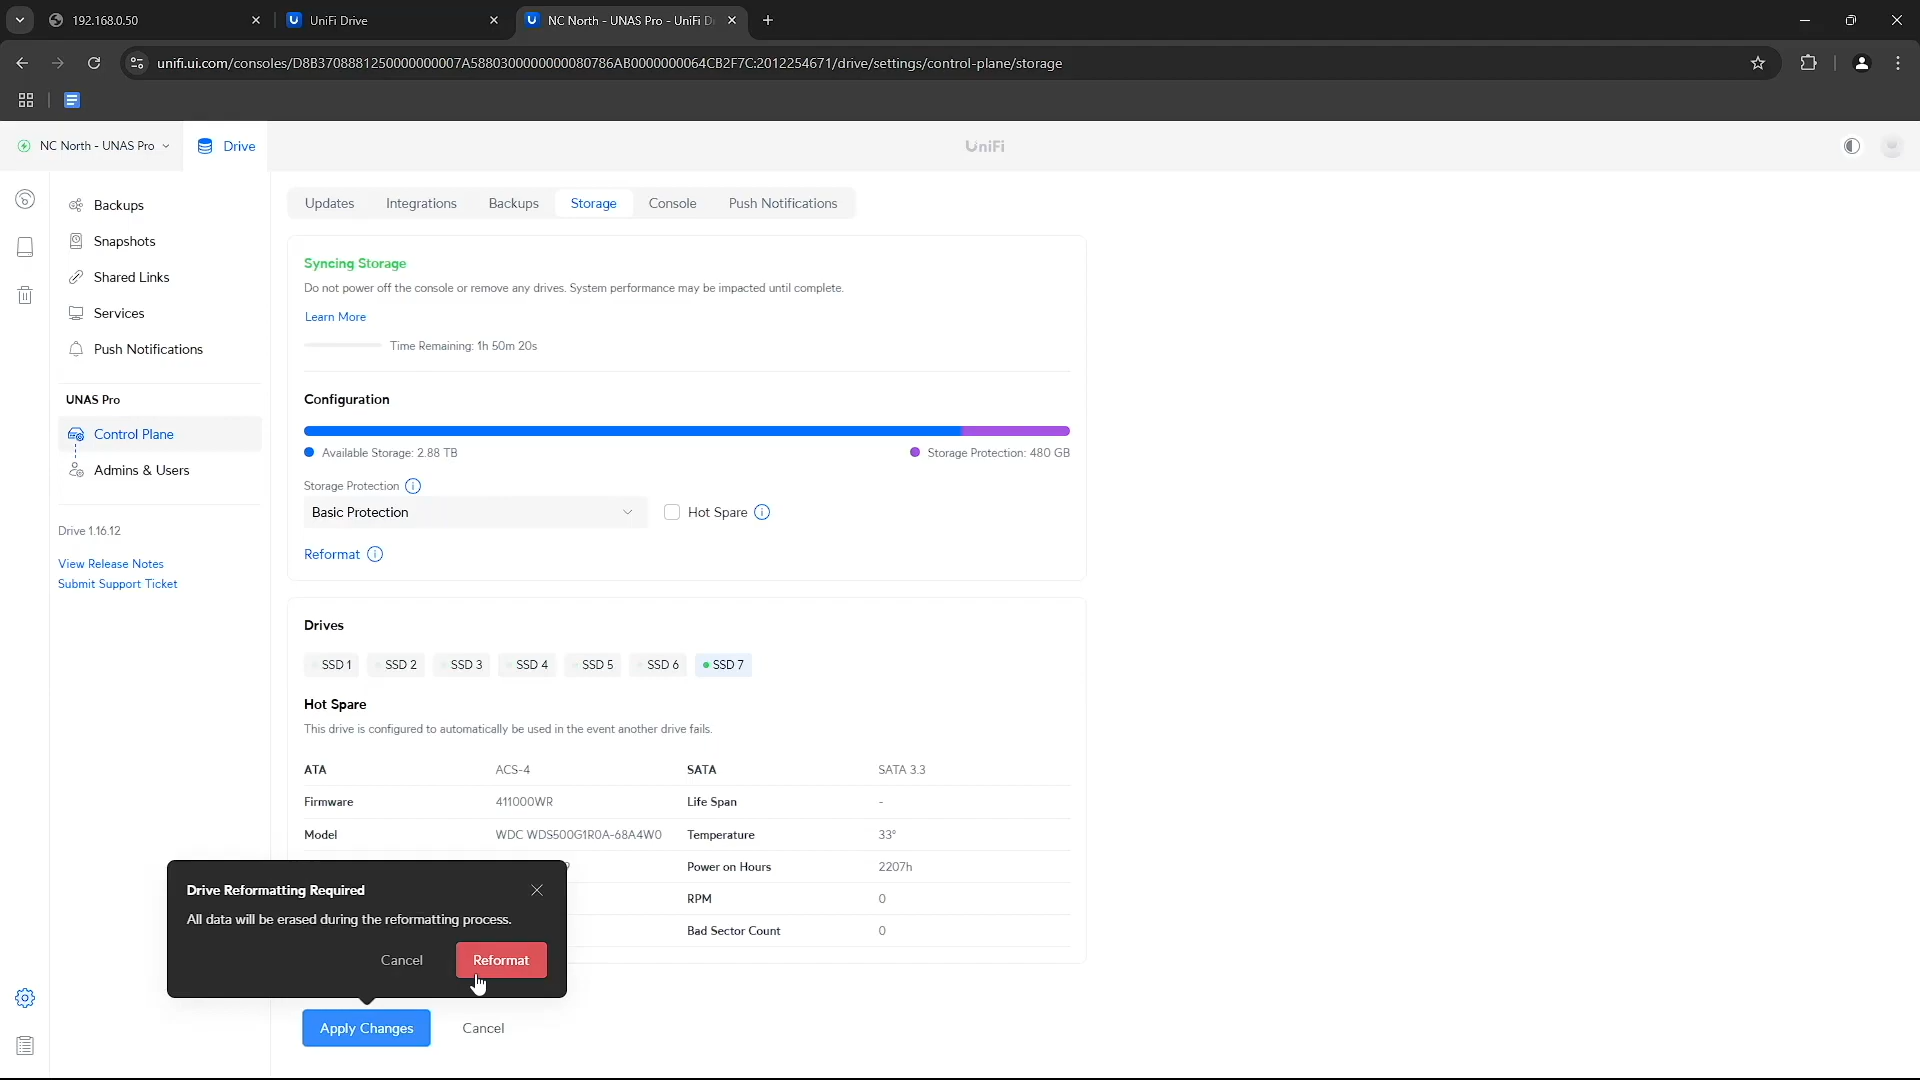 192.168.0.50
UniFi Drive
NC North - UNAS Pro - UniFi D
unifi.ui.com/consoles/D8B3708881250000000007A5880300000000080786AB0000000064CB2F7C:2012254671/drive/settings/control-plane/storage
NC North - UNAS Pro
Drive
UniFi
Backups
Snapshots
Shared Links
Services
Push Notifications
UNAS Pro
Control Plane
Admins & Users
Drive 1.16.12
View Release Notes
Submit Support Ticket
Updates
Integrations
Backups
Storage
Console
Push Notifications
Syncing Storage
Do not power off the console or remove any drives. System performance may be impacted until complete.
Learn More
Time Remaining: 1h 50m 20s
Configuration
Available Storage: 2.88 TB
Storage Protection: 480 GB
Storage Protection
Basic Protection
Hot Spare
Reformat
Drives
SSD 1
SSD 2
SSD 3
SSD 4
SSD 5
SSD 6
SSD 7
Hot Spare
This drive is configured to automatically be used in the event another drive fails.
ATA ACS-4 SATA SATA 3.3
Firmware 411000WR Life Span -
Model WDC WDS500G1R0A-68A4W0 Temperature 33°
Power on Hours 2207h
RPM 0
Bad Sector Count 0
Drive Reformatting Required
All data will be erased during the reformatting process.
Cancel
Reformat
Apply Changes
Cancel